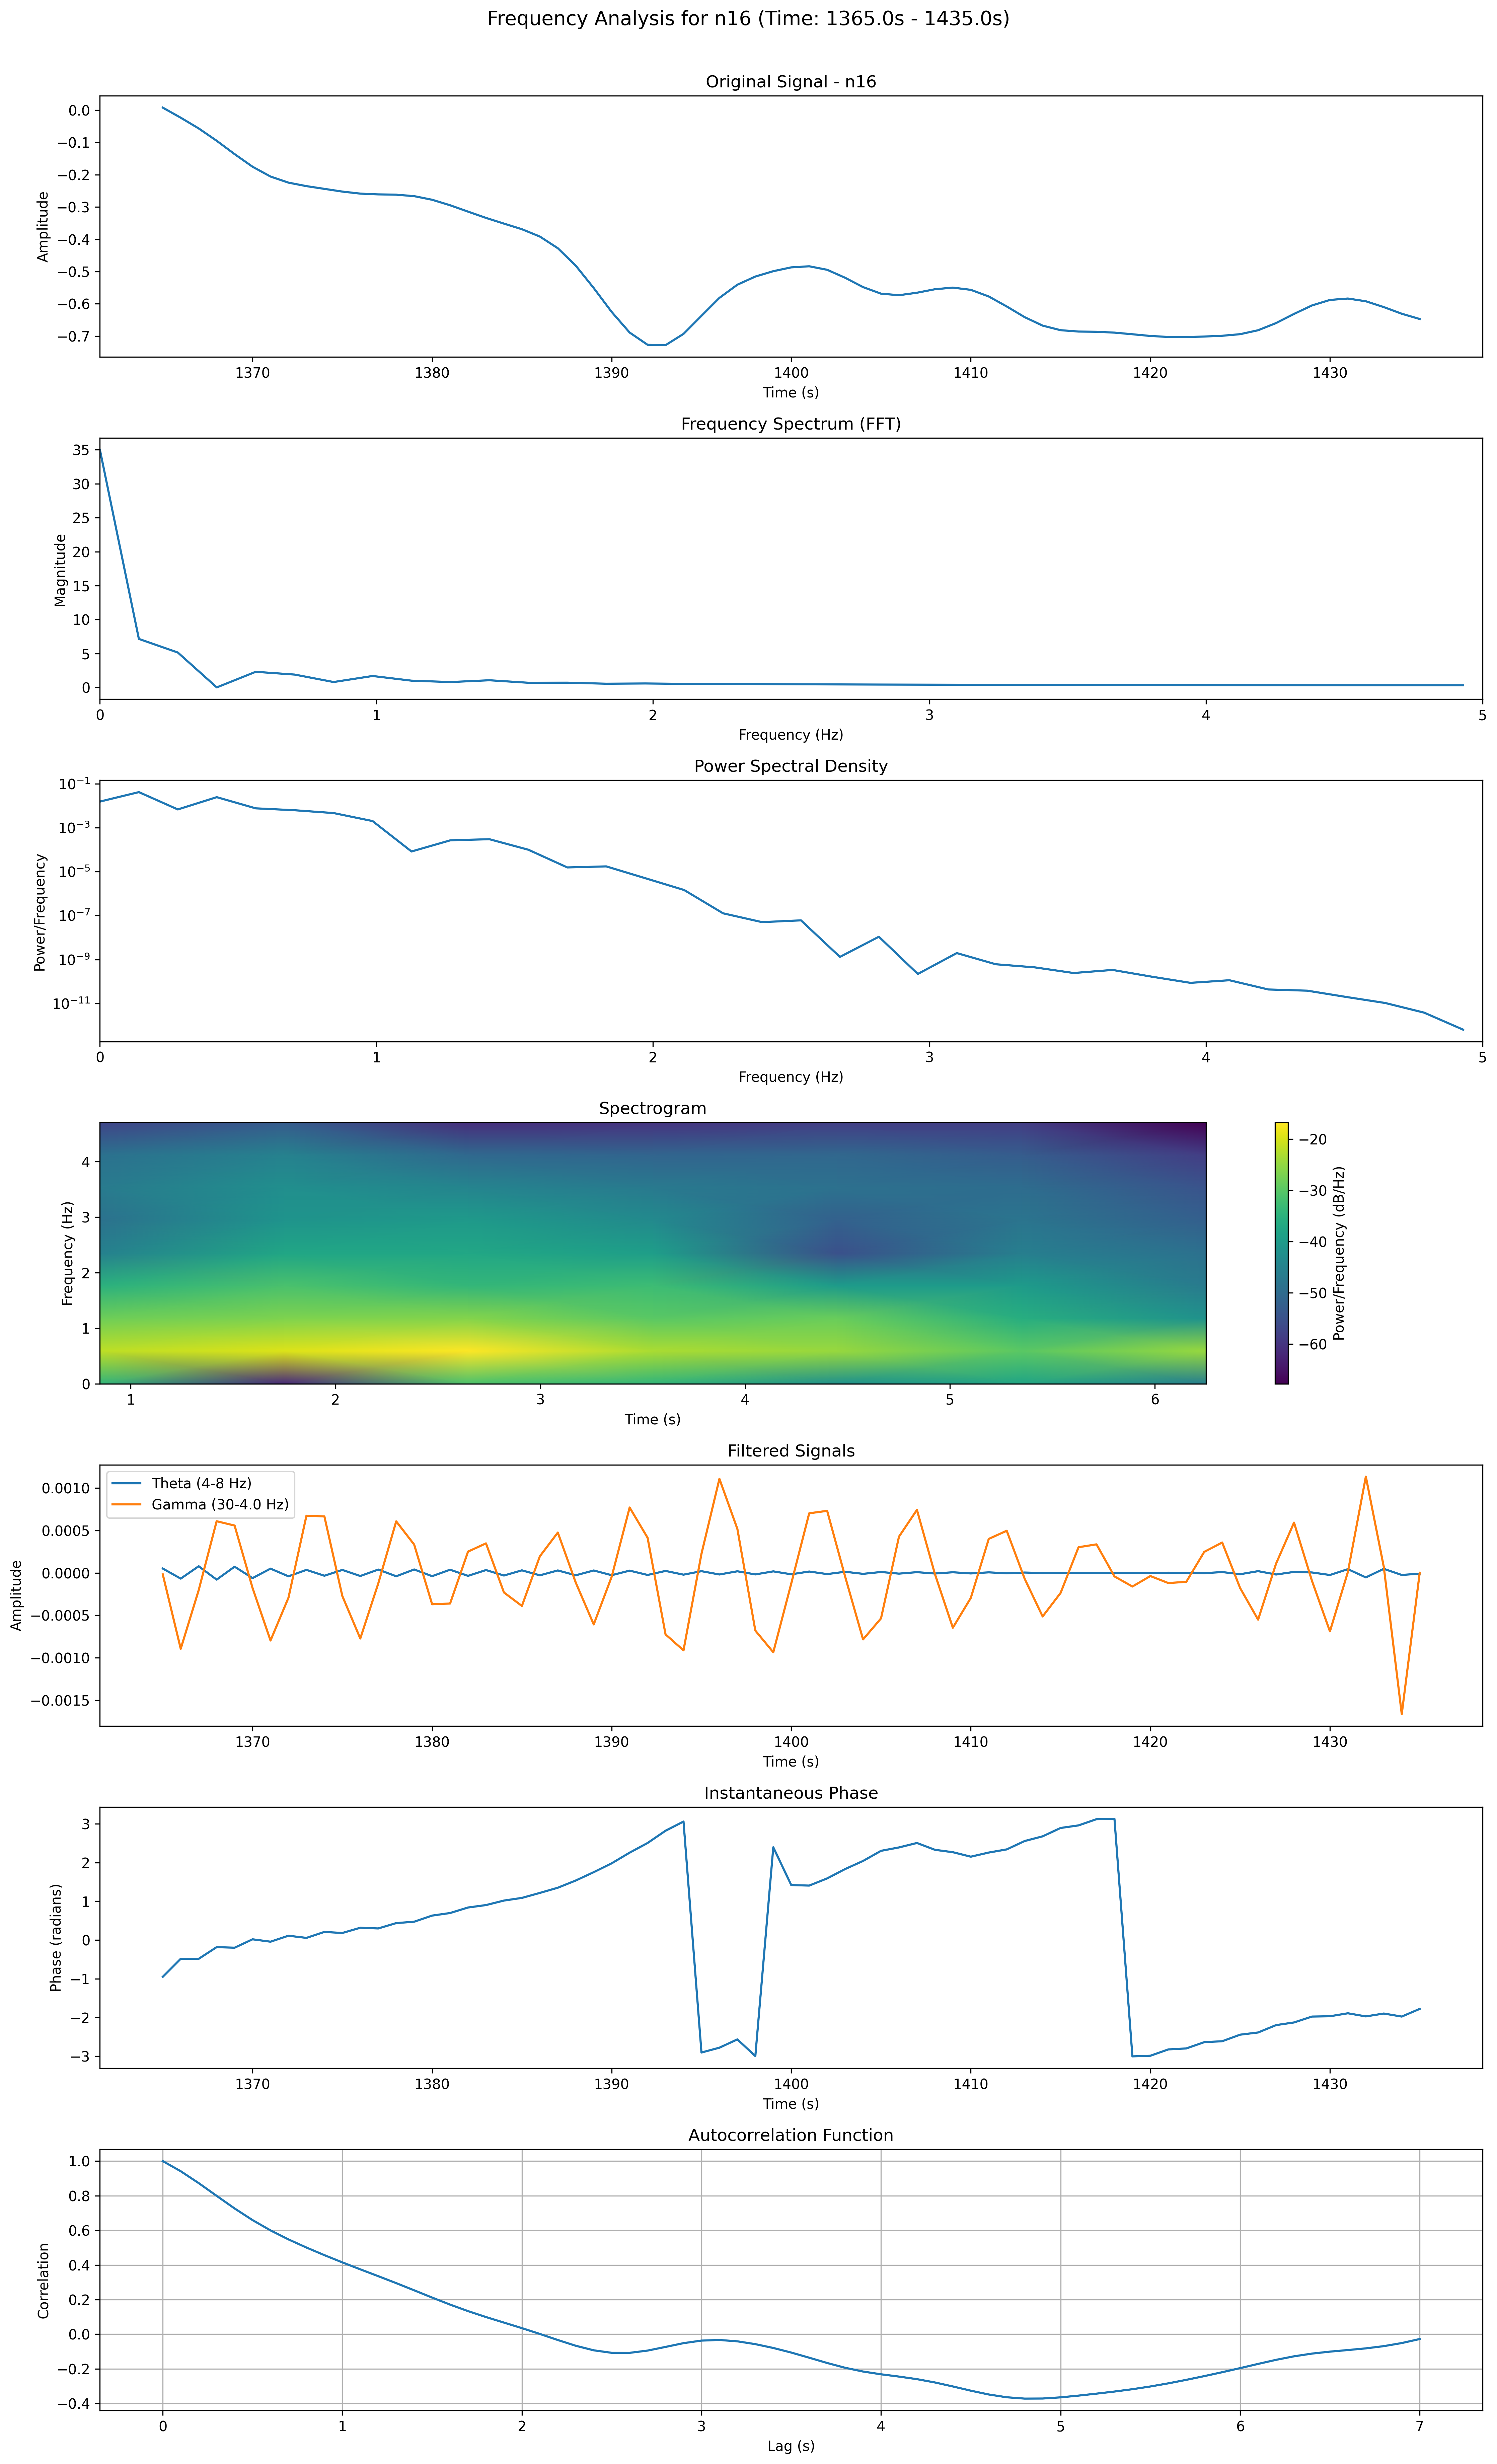 Frequency Analysis for n16 (Time: 1365.0s - 1435.0s)
Original Signal - n16
0.0
−0.1
−0.2
−0.3
−0.4
−0.5
−0.6
−0.7
Amplitude
1370 1380 1390 1400 1410 1420 1430
Time (s)
Frequency Spectrum (FFT)
35
30
25
20
15
10
5
0
Magnitude
0 1 2 3 4 5
Frequency (Hz)
Power Spectral Density
10⁻¹
10⁻³
10⁻⁵
10⁻⁷
10⁻⁹
10⁻¹¹
Power/Frequency
0 1 2 3 4 5
Frequency (Hz)
Spectrogram
4
3
2
1
0
Frequency (Hz)
1 2 3 4 5 6
Time (s)
−20
−30
−40
−50
−60
Power/Frequency (dB/Hz)
Filtered Signals
Theta (4-8 Hz)
Gamma (30-4.0 Hz)
0.0010
0.0005
0.0000
−0.0005
−0.0010
−0.0015
Amplitude
1370 1380 1390 1400 1410 1420 1430
Time (s)
Instantaneous Phase
3
2
1
0
−1
−2
−3
Phase (radians)
1370 1380 1390 1400 1410 1420 1430
Time (s)
Autocorrelation Function
1.0
0.8
0.6
0.4
0.2
0.0
−0.2
−0.4
Correlation
0 1 2 3 4 5 6 7
Lag (s)